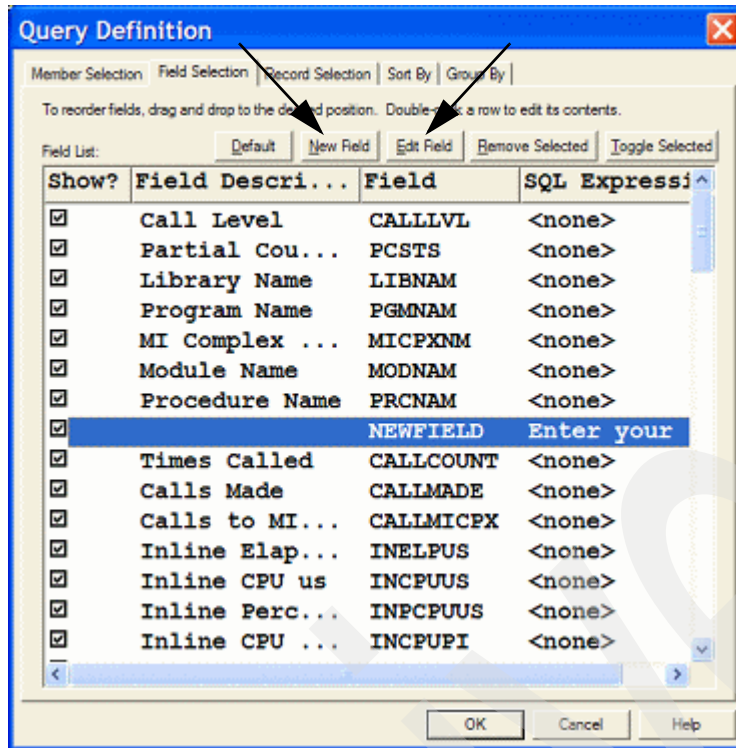 Query Definition
Member Selection Field Selection Record Selection Sort By Group By
To reorder fields, drag and drop to the desired position. Double-click a row to edit its contents.
Field List: Default New Field Edit Field Remove Selected Toggle Selected
Show? Field Descri... Field SQL Expressi
Call Level CALLLVL <none>
Partial Cou... PCSTS <none>
Library Name LIBNAM <none>
Program Name PGMNAM <none>
MI Complex ... MICPXNM <none>
Module Name MODNAM <none>
Procedure Name PRCNAM <none>
NEWFIELD Enter your
Times Called CALLCOUNT <none>
Calls Made CALLMADE <none>
Calls to MI... CALLMICPX <none>
Inline Elap... INELPUS <none>
Inline CPU us INCPUUS <none>
Inline Perc... INPCPUUS <none>
Inline CPU ... INCPUPI <none>
OK Cancel Help